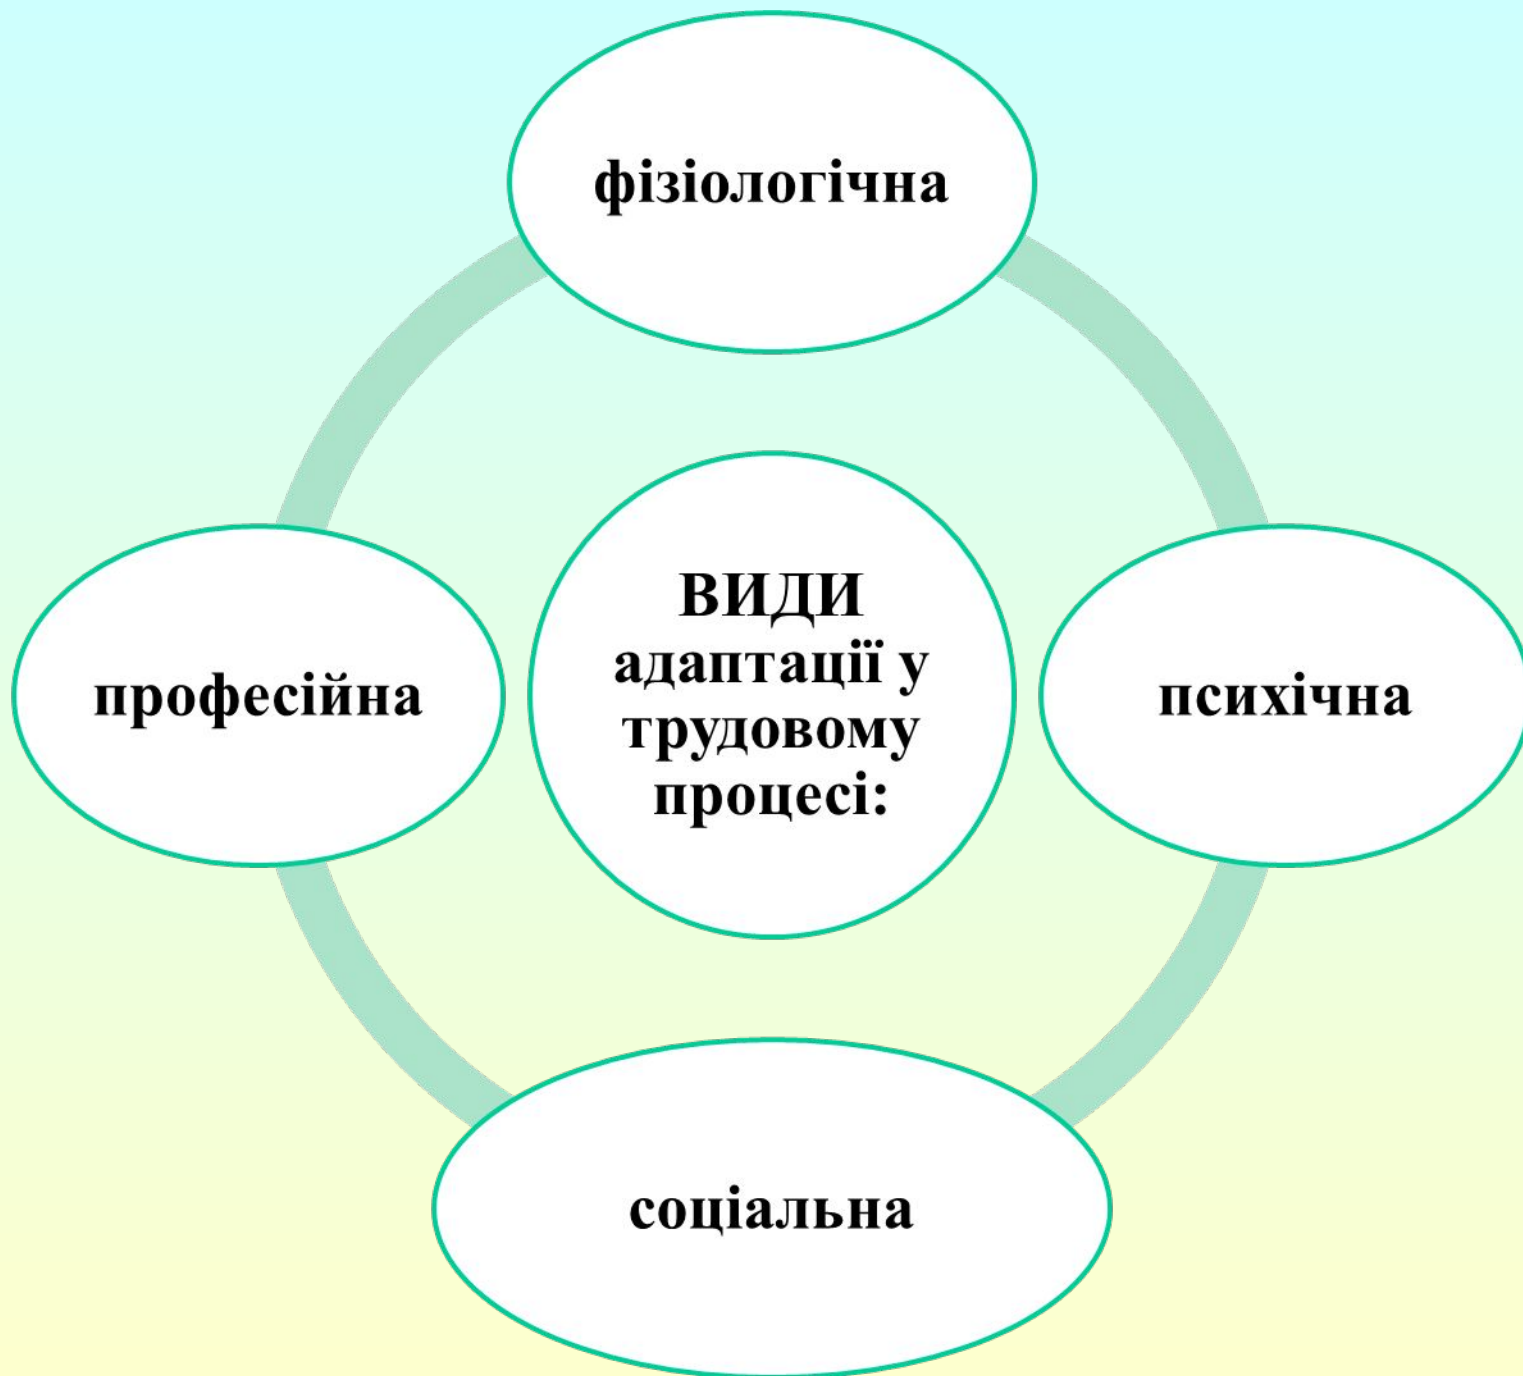 фізіологічна
ВИДИ
адаптації у
трудовому
процесі:
професійна
психічна
соціальна